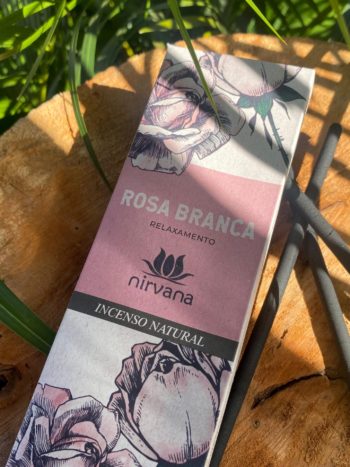 ROSA BRANCA
RELAXAMENTO
nirvana
INCENSO NATURAL